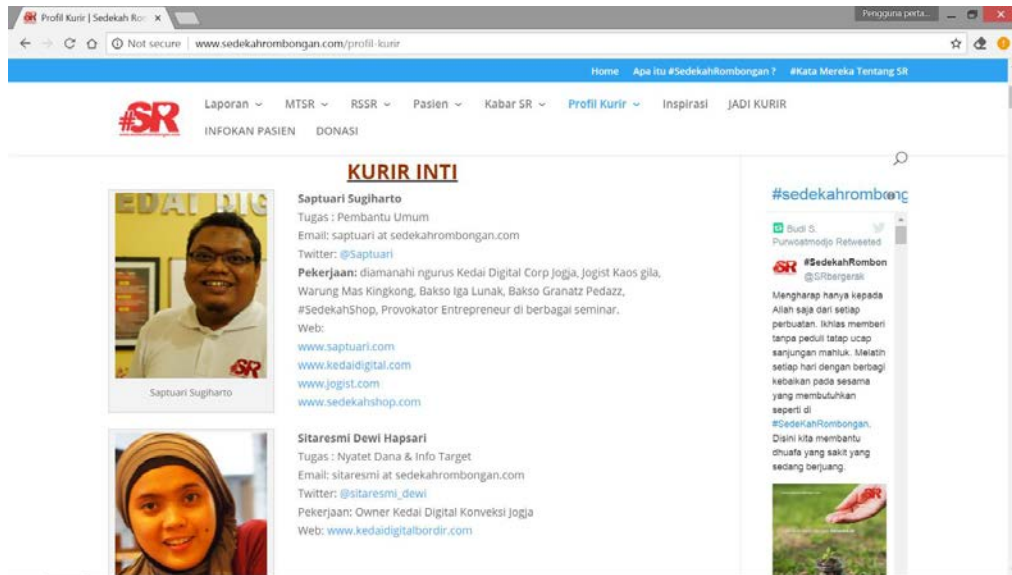 Profil Kurir | Sedekah Ro
Pengguna perta...
Not secure
www.sedekahrombongan.com/profil-kurir
Home Apa itu #SedekahRombongan ? #Kata Mereka Tentang SR
#SR
Laporan MTSR RSSR Pasien Kabar SR Profil Kurir Inspirasi JADI KURIR
INFOKAN PASIEN DONASI
KURIR INTI
EDAI DIG
SR
Saptuari Sugiharto
Saptuari Sugiharto
Tugas : Pembantu Umum
Email: saptuari at sedekahrombongan.com
Twitter: @Saptuari
Pekerjaan: diamanahi ngurus Kedai Digital Corp Jogja, Jogist Kaos gila,
Warung Mas Kingkong, Bakso Iga Lunak, Bakso Granatz Pedazz,
#SedekahShop, Provokator Entrepreneur di berbagai seminar.
Web:
www.saptuari.com
www.kedaidigital.com
www.jogist.com
www.sedekahshop.com
Sitaresmi Dewi Hapsari
Tugas : Nyatet Dana & Info Target
Email: sitaresmi at sedekahrombongan.com
Twitter: @sitaresmi_dewi
Pekerjaan: Owner Kedai Digital Konveksi Jogja
Web: www.kedaidigitalbordir.com
#sedekahrombong
Budi S.
Purwoatmodjo Retweeted
#SR
#SedekahRombon
@SRbergerak
Mengharap hanya kepada
Allah saja dari setiap
perbuatan. Ikhlas memberi
tanpa peduli tatap ucap
sanjungan mahluk. Melatih
setiap hari dengan berbagi
kebaikan pada sesama
yang membutuhkan
seperti di
#SedeKahRombongan.
Disini kita membantu
dhuafa yang sakit yang
sedang berjuang.
SR